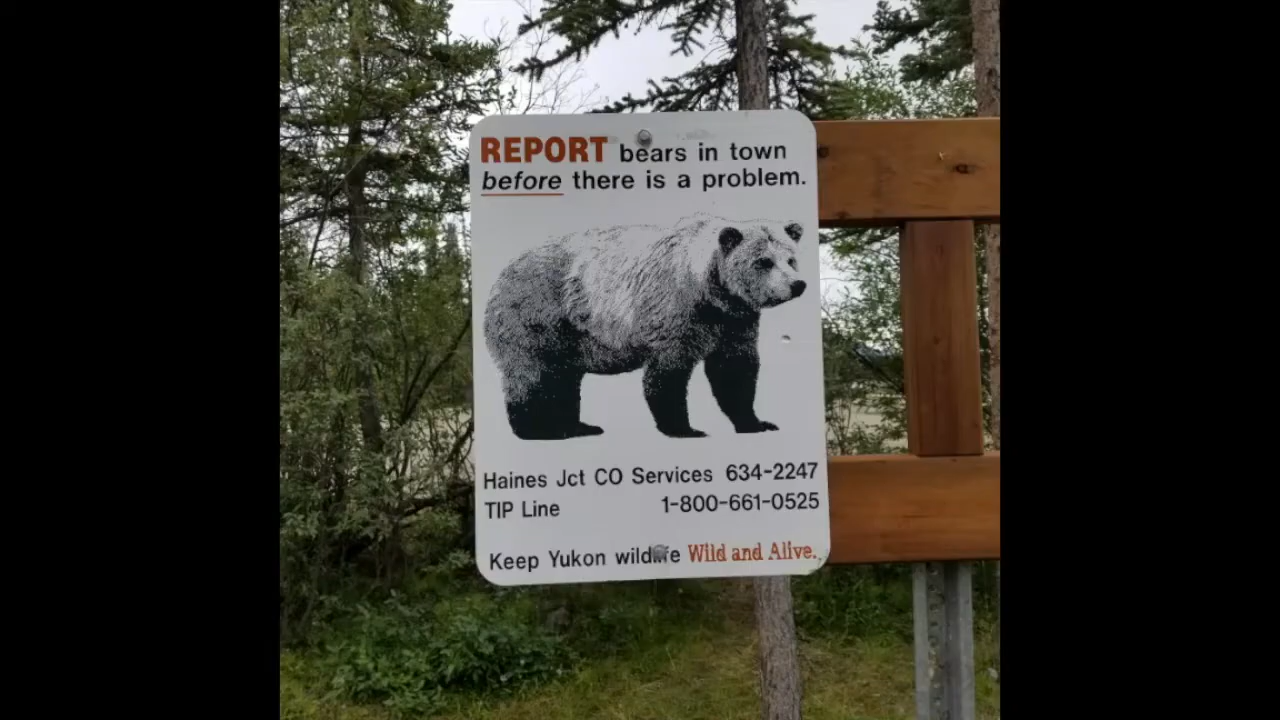 REPORT bears in town
before there is a problem.
Haines Jct CO Services 634-2247
TIP Line 1-800-661-0525
Keep Yukon wildlife Wild and Alive.